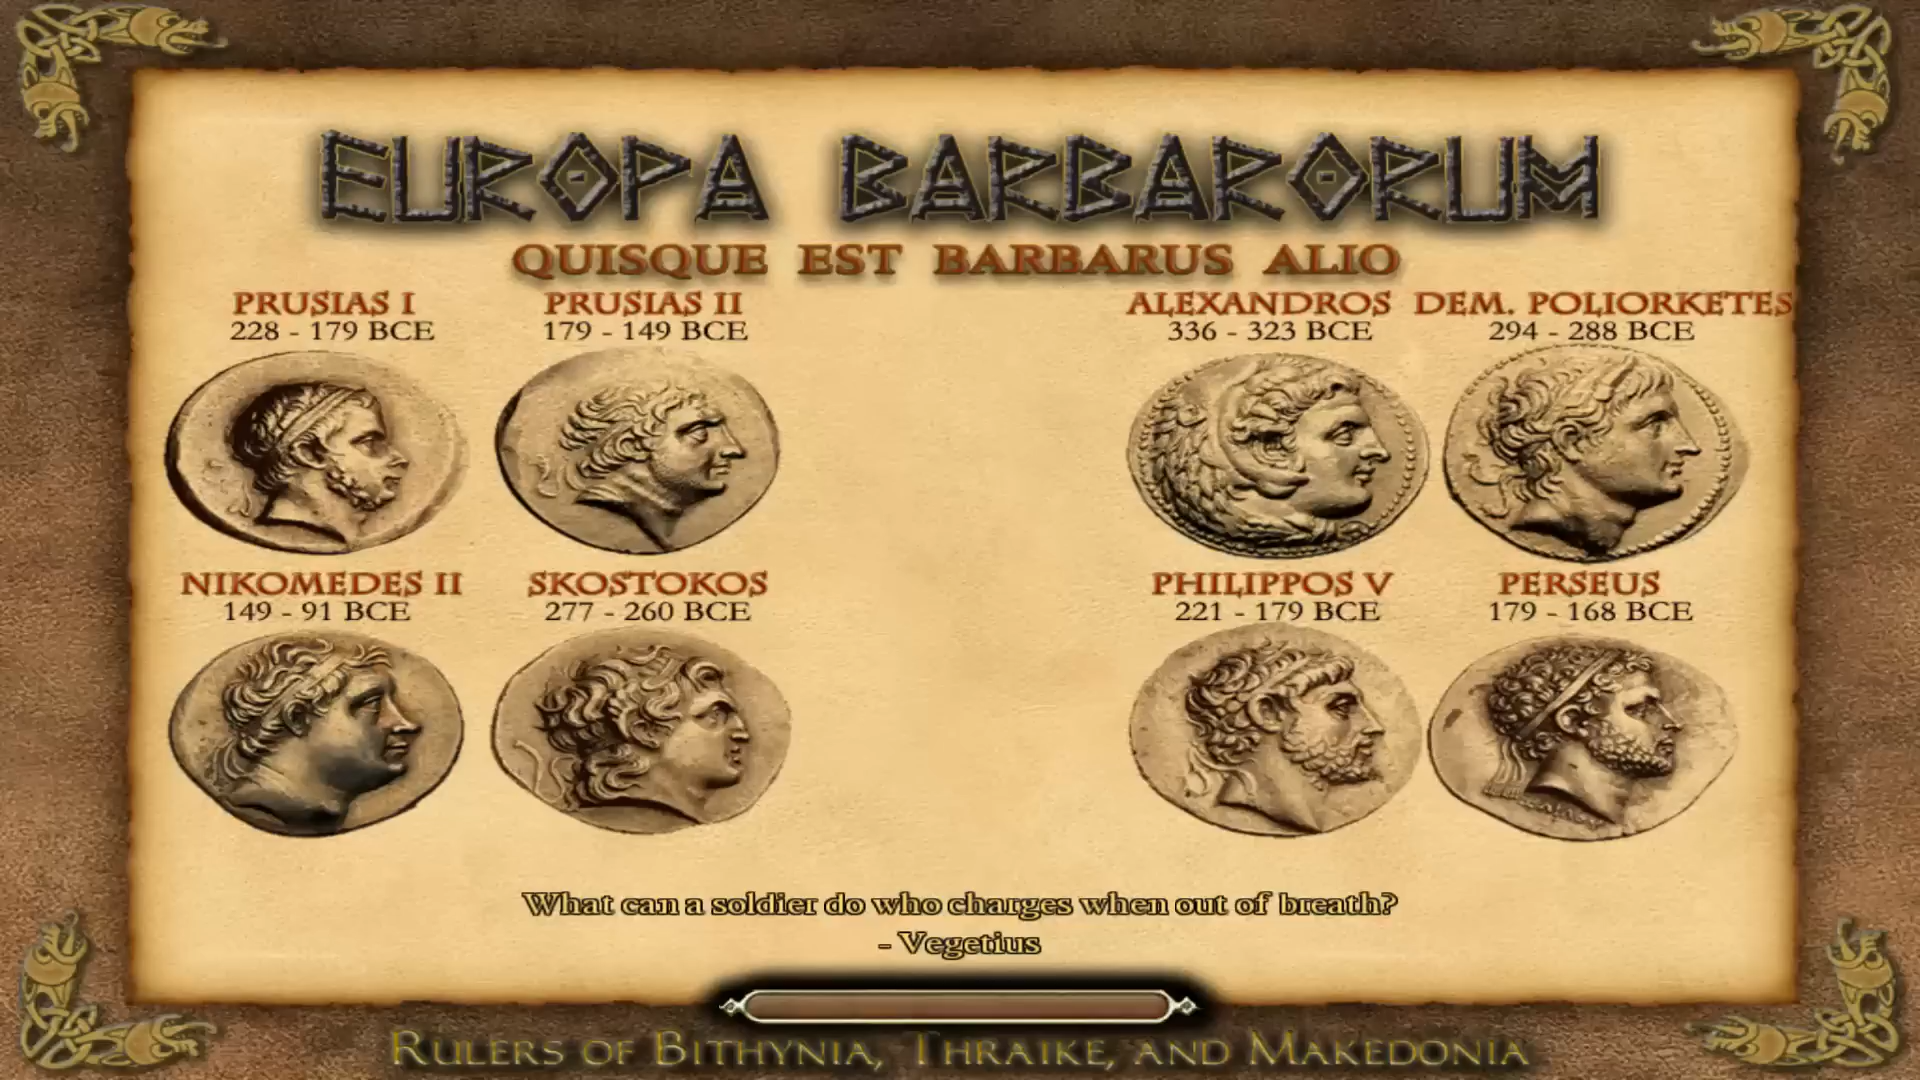 EUROPA BARBARORUM
QUISQUE EST BARBARUS ALIO
PRUSIAS I
228 - 179 BCE
PRUSIAS II
179 - 149 BCE
ALEXANDROS
336 - 323 BCE
DEM. POLIORKETES
294 - 288 BCE
NIKOMEDES II
149 - 91 BCE
SKOSTOKOS
277 - 260 BCE
PHILIPPOS V
221 - 179 BCE
PERSEUS
179 - 168 BCE
What can a soldier do who charges when out of breath?
- Vegetius
RULERS OF BITHYNIA, THRAIKE, AND MAKEDONIA